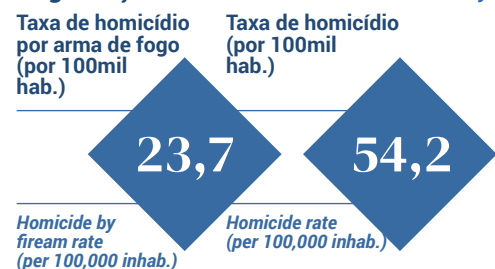 Taxa de homicídio
por arma de fogo
(por 100mil
hab.)
23,7
Homicide by
fiream rate
(per 100,000 inhab.)
Taxa de homicídio
(por 100mil
hab.)
54,2
Homicide rate
(per 100,000 inhab.)